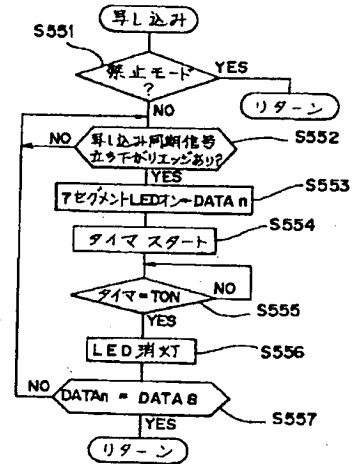 写し込み
S551
禁止モード
?
YES
リターン
NO
NO
写し込み同期信号
立ち下がりエッジあり?
S552
YES
7セグメントLEDオン←DATA n
S553
タイマ スタート
S554
タイマ=TON
NO
S555
YES
LED 消灯
S556
NO
DATAn = DATA8
S557
YES
リターン